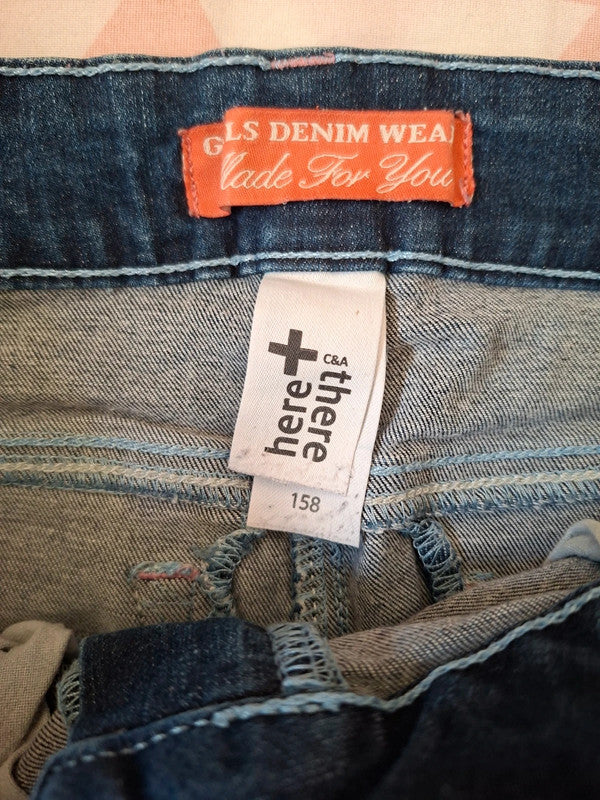 G LS DENIM WEA
Made For You
C&A
here + there
158